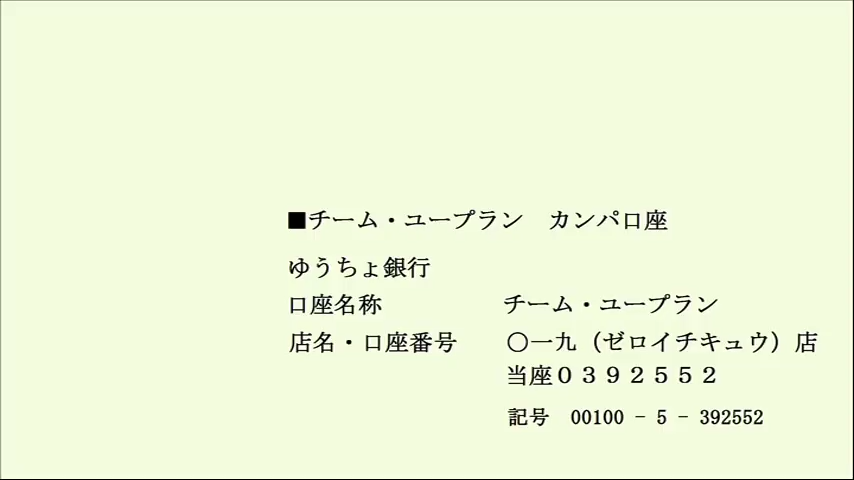 ■チーム・ユープラン　カンパ口座
ゆうちょ銀行
口座名称　チーム・ユープラン
店名・口座番号　〇一九（ゼロイチキュウ）店
当座０３９２５５２
記号　00100 − 5 − 392552